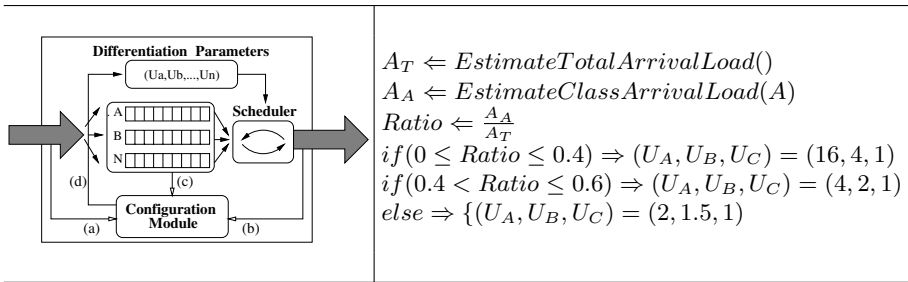 Differentiation Parameters
(Ua,Ub,...,Un)
Scheduler
. A
B
N
(d)
(c)
Configuration
Module
(a)
(b)
A_T ⇐ EstimateTotalArrivalLoad()
A_A ⇐ EstimateClassArrivalLoad(A)
Ratio ⇐ A_A/A_T
if(0 ≤ Ratio ≤ 0.4) ⇒ (U_A, U_B, U_C) = (16, 4, 1)
if(0.4 < Ratio ≤ 0.6) ⇒ (U_A, U_B, U_C) = (4, 2, 1)
else ⇒ {(U_A, U_B, U_C) = (2, 1.5, 1)